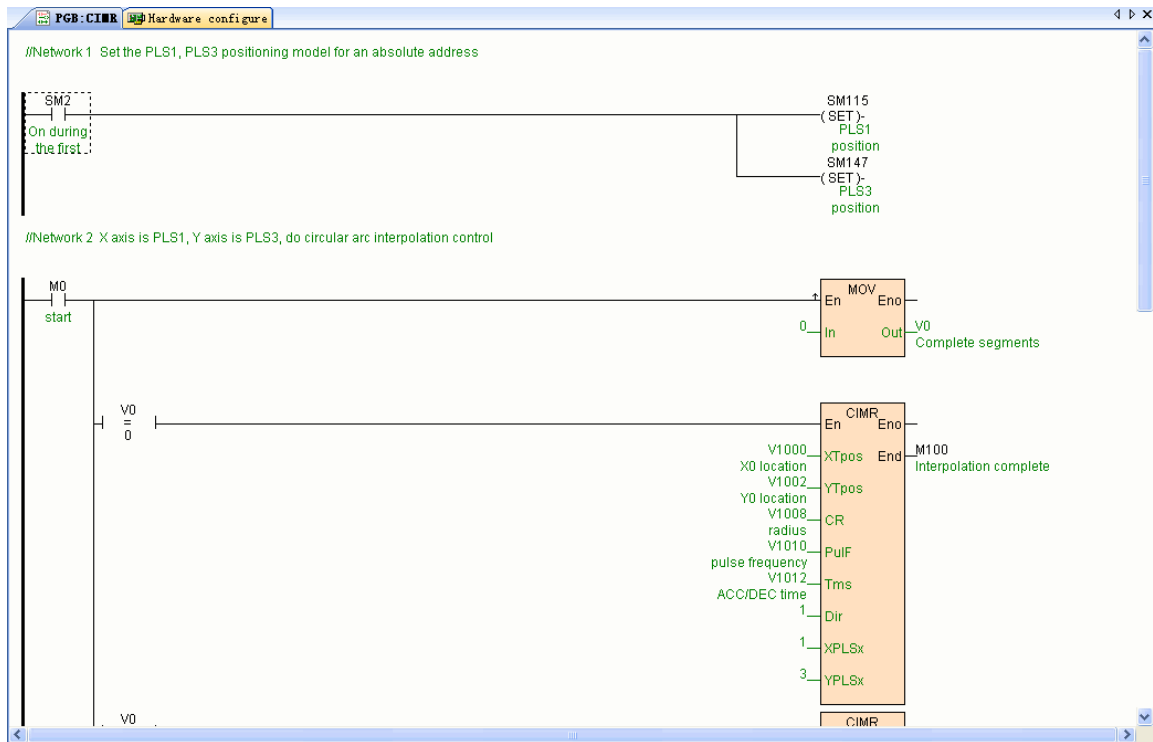 PGB:CIMR Hardware configure
//Network 1 Set the PLS1, PLS3 positioning model for an absolute address
SM2
On during
the first
SM115
( SET )-
PLS1
position
SM147
( SET )-
PLS3
position
//Network 2 X axis is PLS1, Y axis is PLS3, do circular arc interpolation control
M0
start
MOV
En Eno
0 In Out V0
Complete segments
V0
=
0
CIMR
En Eno
V1000 XTpos End M100
X0 location Interpolation complete
V1002 YTpos
Y0 location
V1008 CR
radius
V1010 PulF
pulse frequency
V1012 Tms
ACC/DEC time
1 Dir
1 XPLSx
3 YPLSx
V0
CIMR